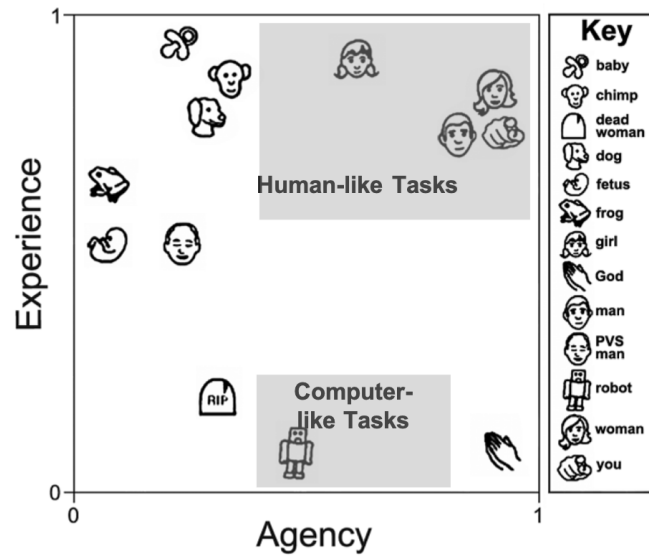 1
Experience
Human-like Tasks
RIP
Computer-
like Tasks
0
0
1
Agency
Key
baby
chimp
dead
woman
dog
fetus
frog
girl
God
man
PVS
man
robot
woman
you